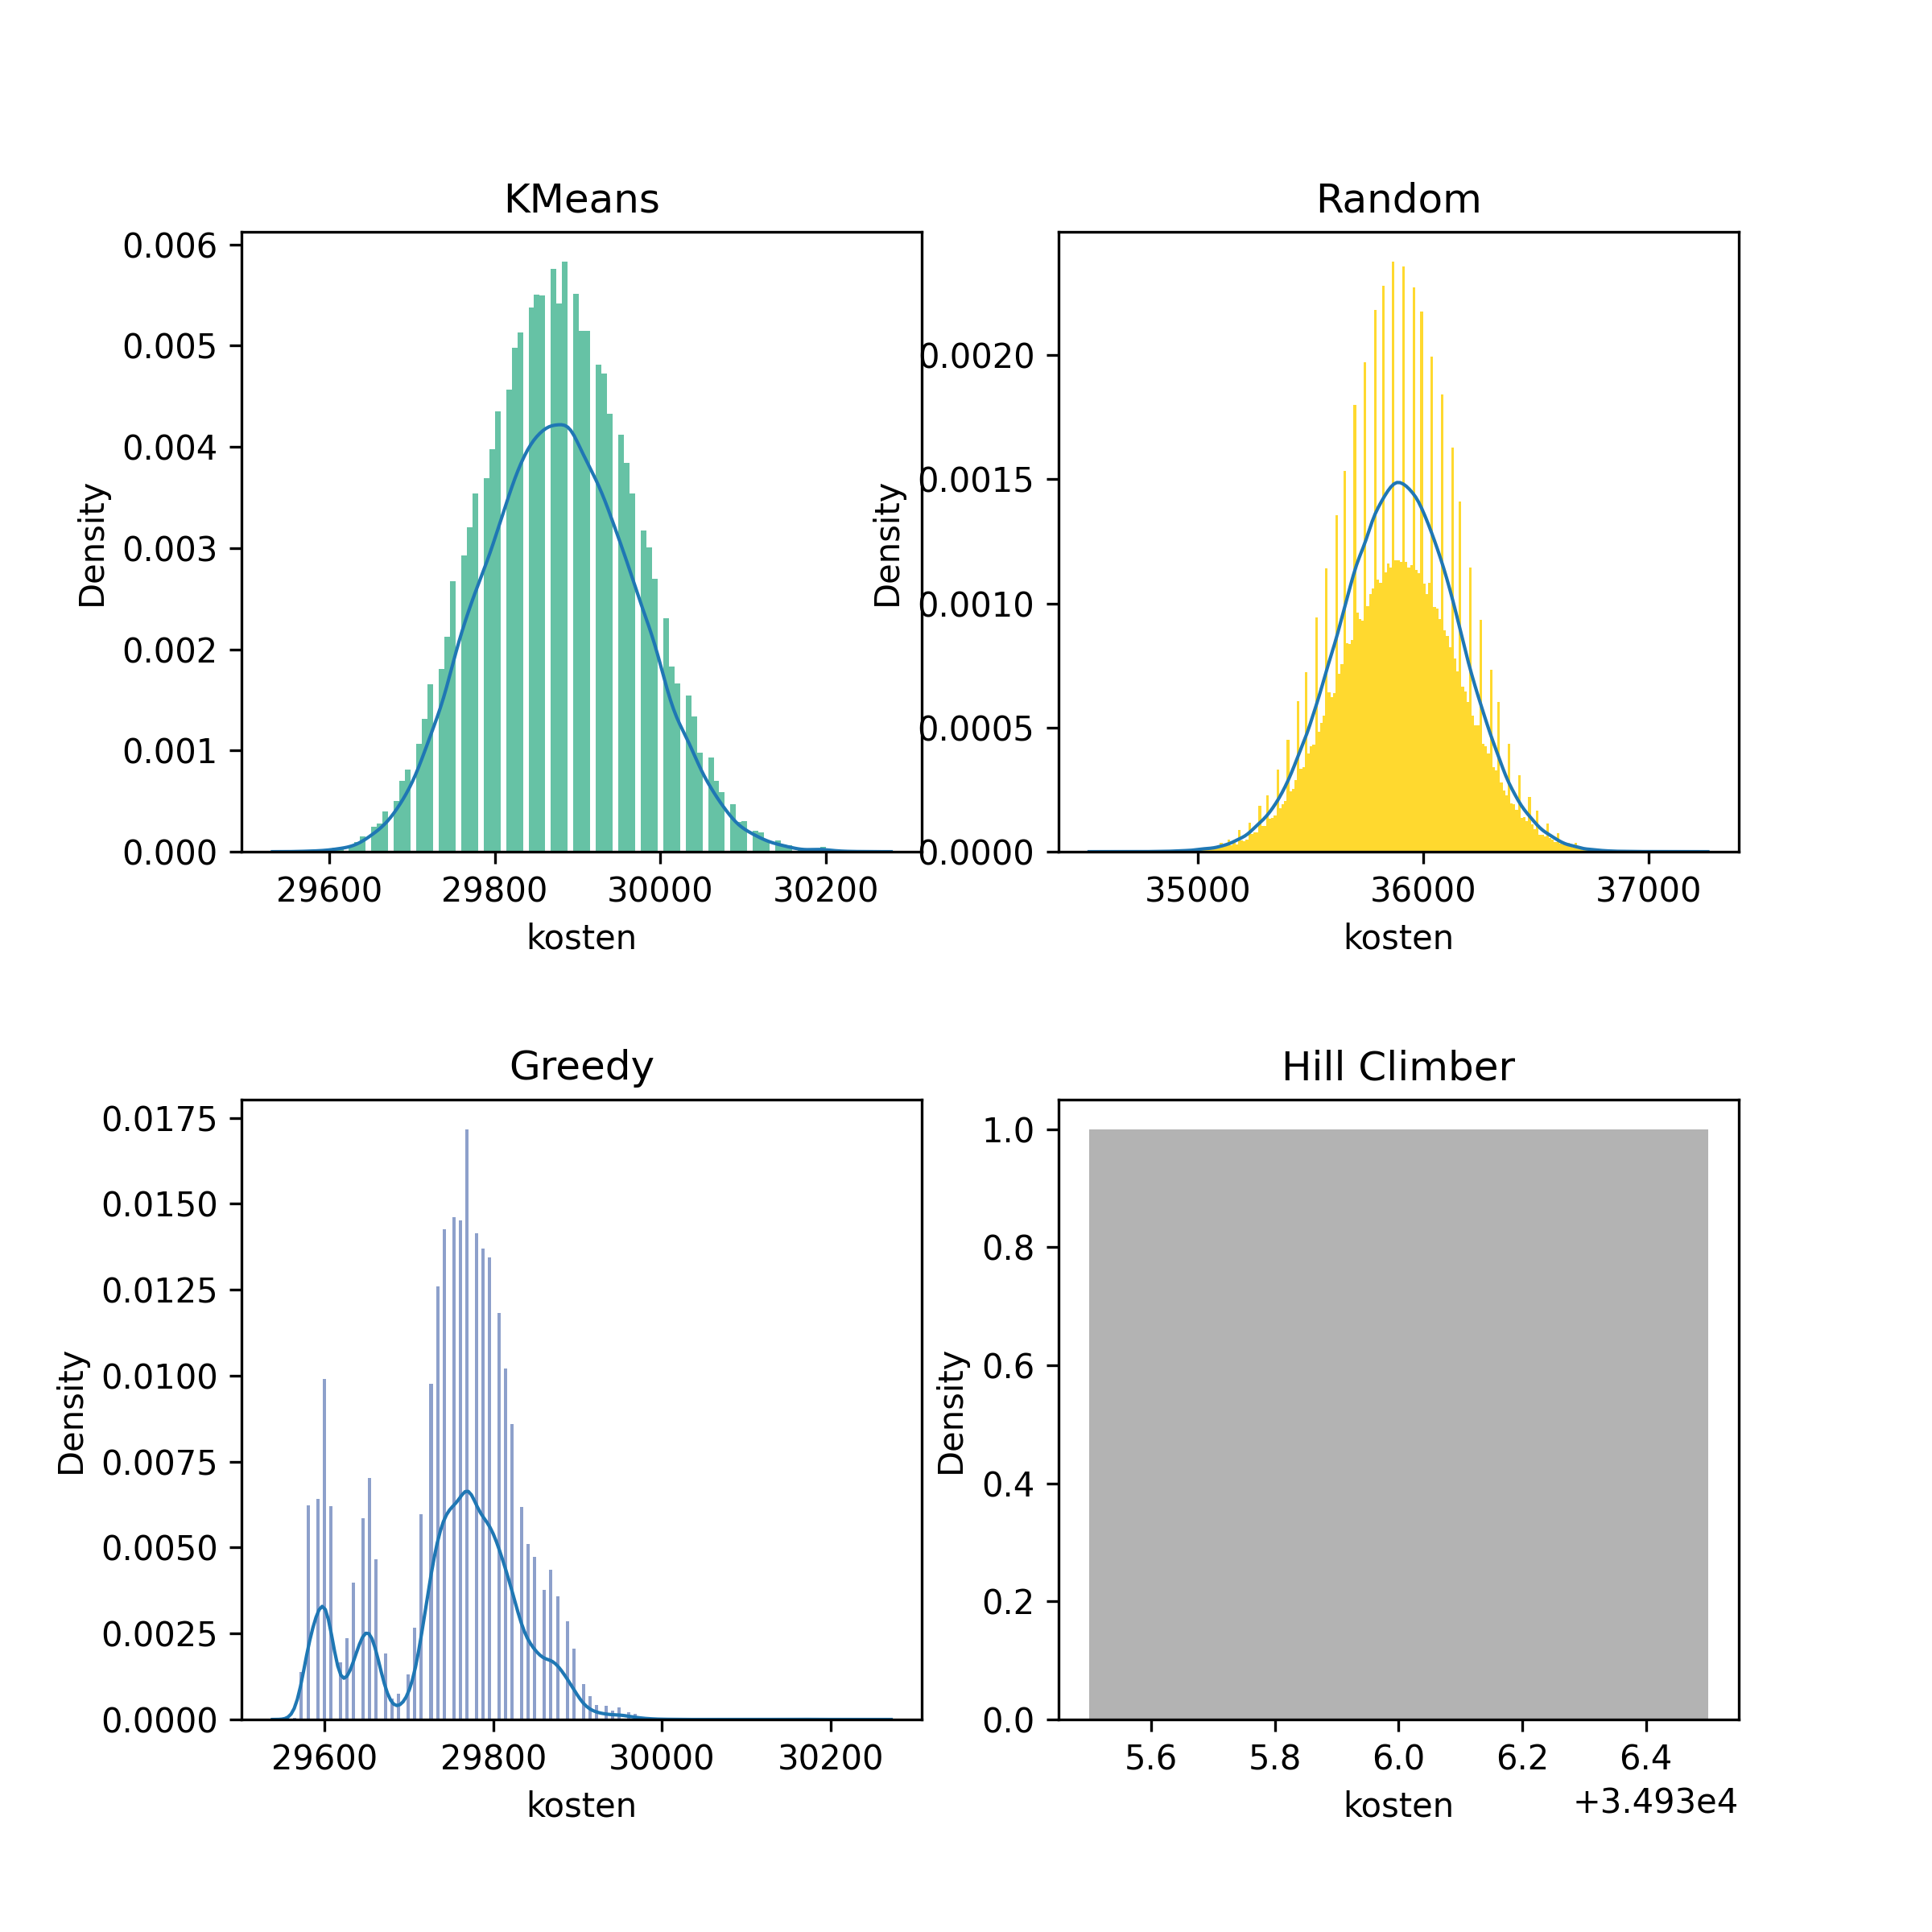 KMeans
0.006
0.005
0.004
0.003
0.002
0.001
0.000
Density
29600 29800 30000 30200
kosten
Random
0.0020
0.0015
0.0010
0.0005
0.0000
Density
35000 36000 37000
kosten
Greedy
0.0175
0.0150
0.0125
0.0100
0.0075
0.0050
0.0025
0.0000
Density
29600 29800 30000 30200
kosten
Hill Climber
1.0
0.8
0.6
0.4
0.2
0.0
Density
5.6 5.8 6.0 6.2 6.4
+3.493e4
kosten